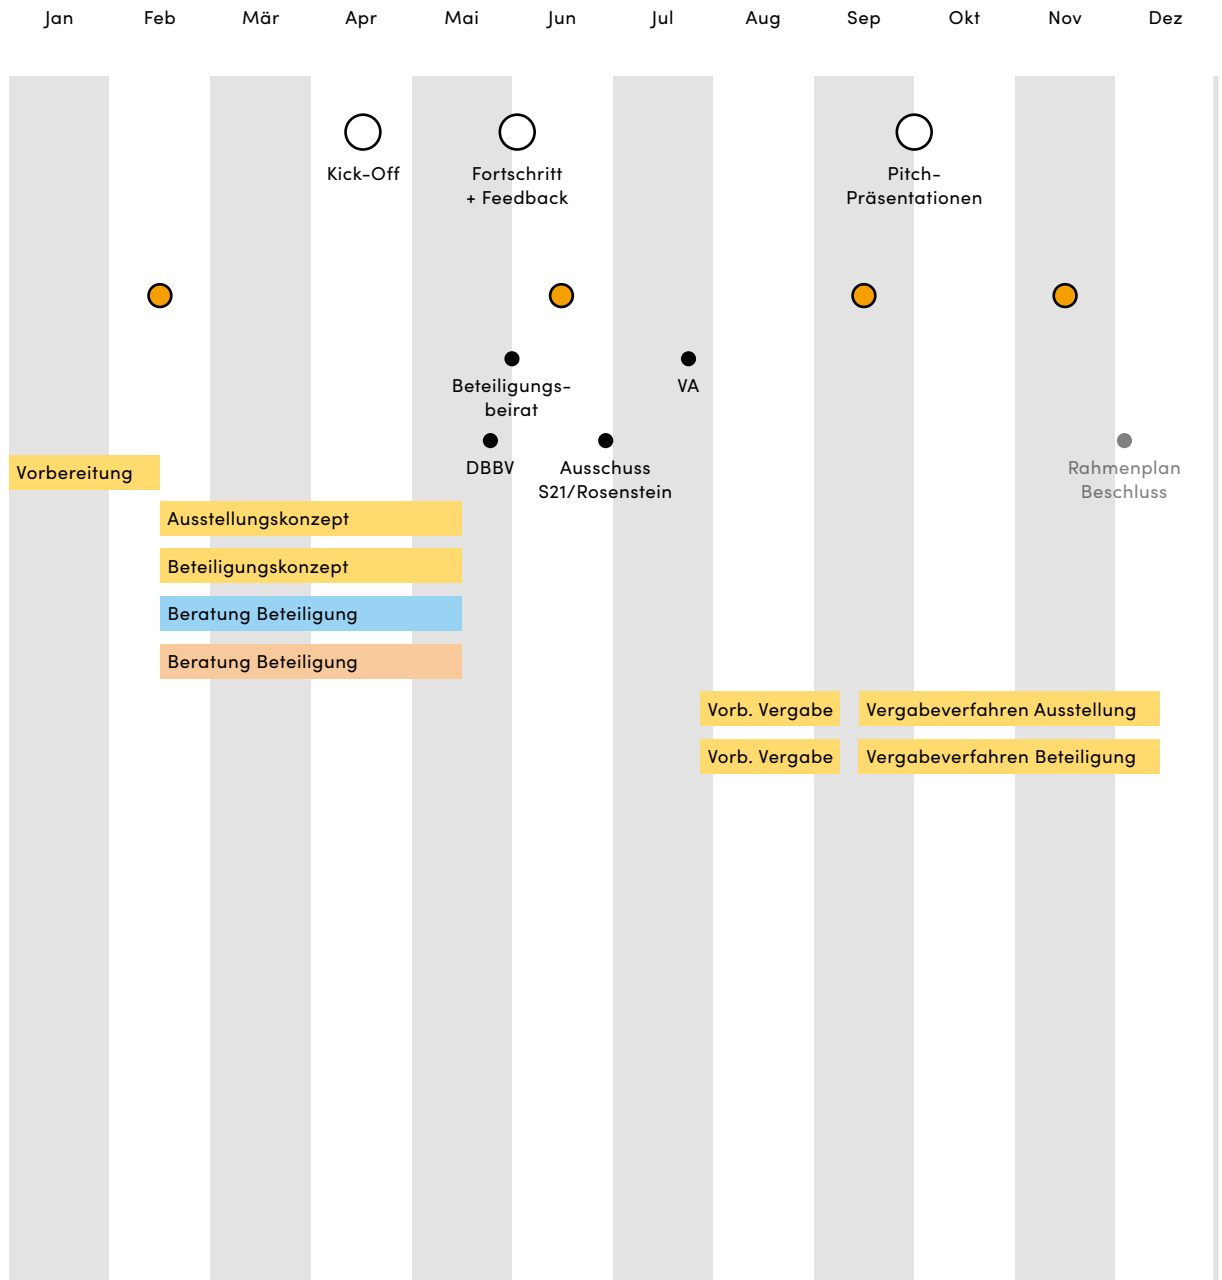 Jan Feb Mär Apr Mai Jun Jul Aug Sep Okt Nov Dez
Kick-Off
Fortschritt
+ Feedback
Pitch-
Präsentationen
Beteiligungs-
beirat
VA
DBBV
Ausschuss
S21/Rosenstein
Rahmenplan
Beschluss
Vorbereitung
Ausstellungskonzept
Beteiligungskonzept
Beratung Beteiligung
Beratung Beteiligung
Vorb. Vergabe
Vergabeverfahren Ausstellung
Vorb. Vergabe
Vergabeverfahren Beteiligung